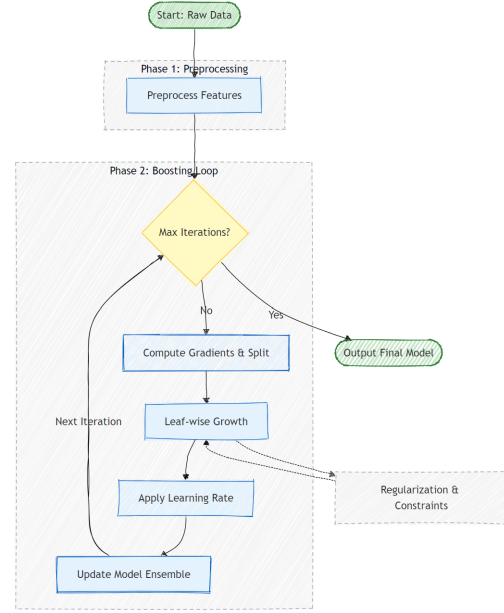 Start: Raw Data
Phase 1: Preprocessing
Preprocess Features
Phase 2: Boosting Loop
Max Iterations?
No
Yes
Compute Gradients & Split
Output Final Model
Leaf-wise Growth
Next Iteration
Regularization &
Constraints
Apply Learning Rate
Update Model Ensemble